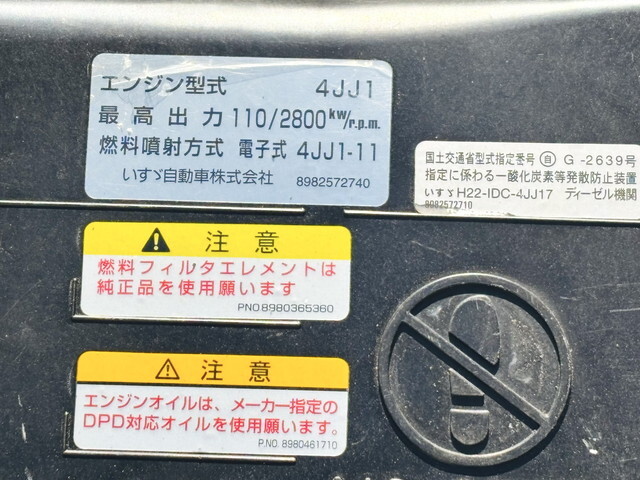 エンジン型式 4JJ1
最高出力 110/2800kW/r.p.m.
燃料噴射方式 電子式 4JJ1-11
いすゞ自動車株式会社 8982572740
国土交通省型式指定番号 自 G-2639号
指定に係わる一酸化炭素等発散防止装置
いすゞH22-IDC-4JJ17 ディーゼル機関
8982572710
注意
燃料フィルタエレメントは
純正品を使用願います
PNO.8980365360
注意
エンジンオイルは、メーカー指定の
DPD対応オイルを使用願います。
P.NO. 8980461710